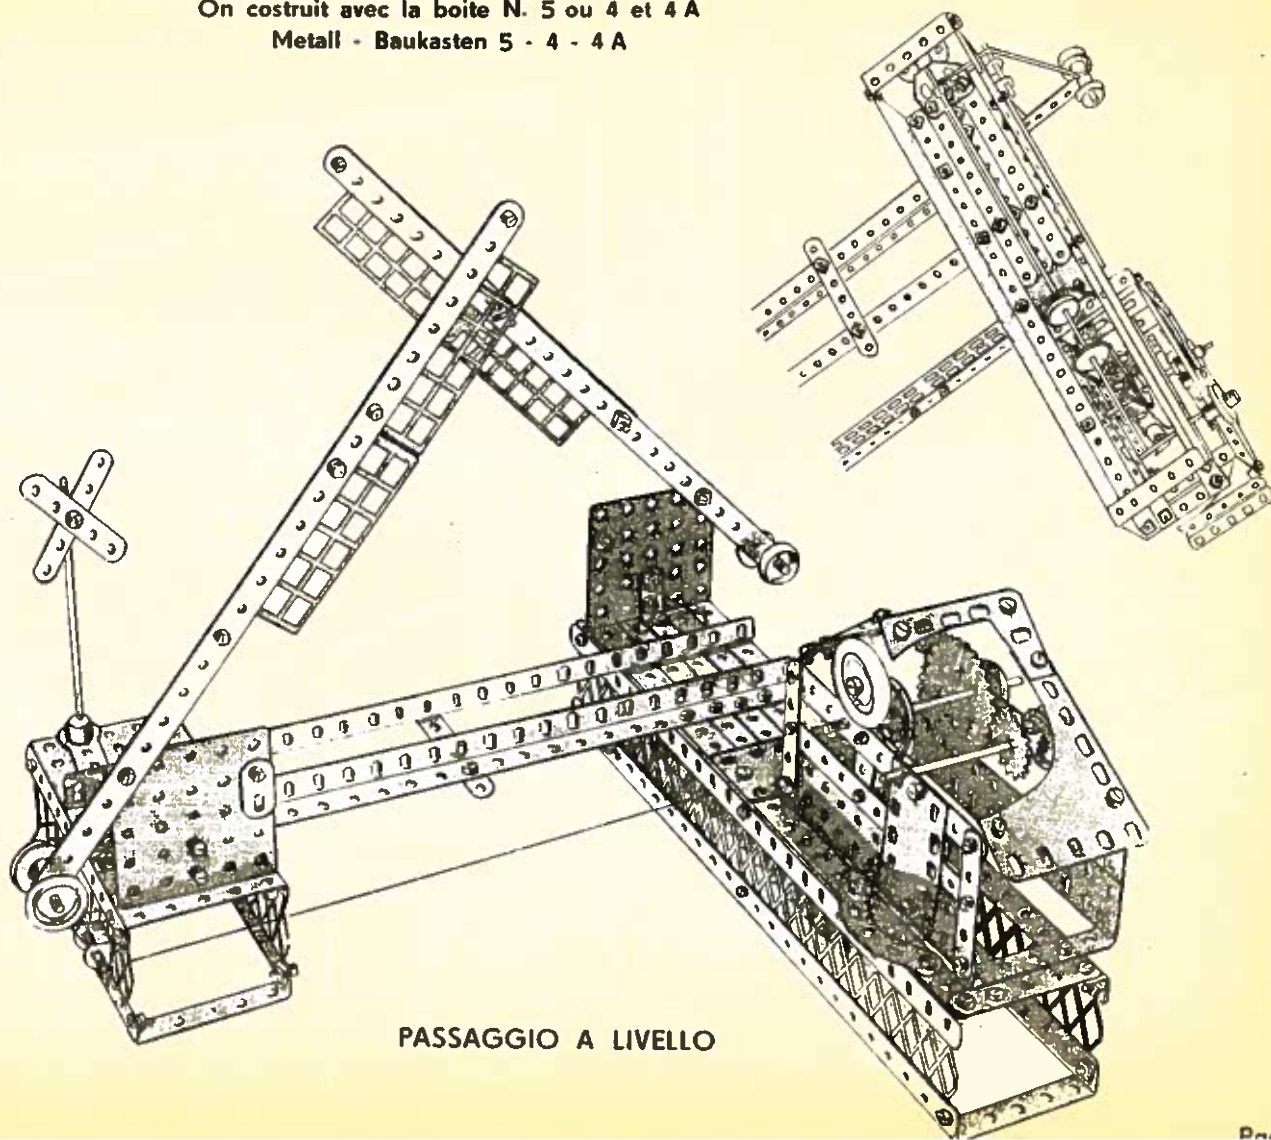 On costruit avec la boite N. 5 ou 4 et 4 A
Metall - Baukasten 5 - 4 - 4 A
PASSAGGIO A LIVELLO